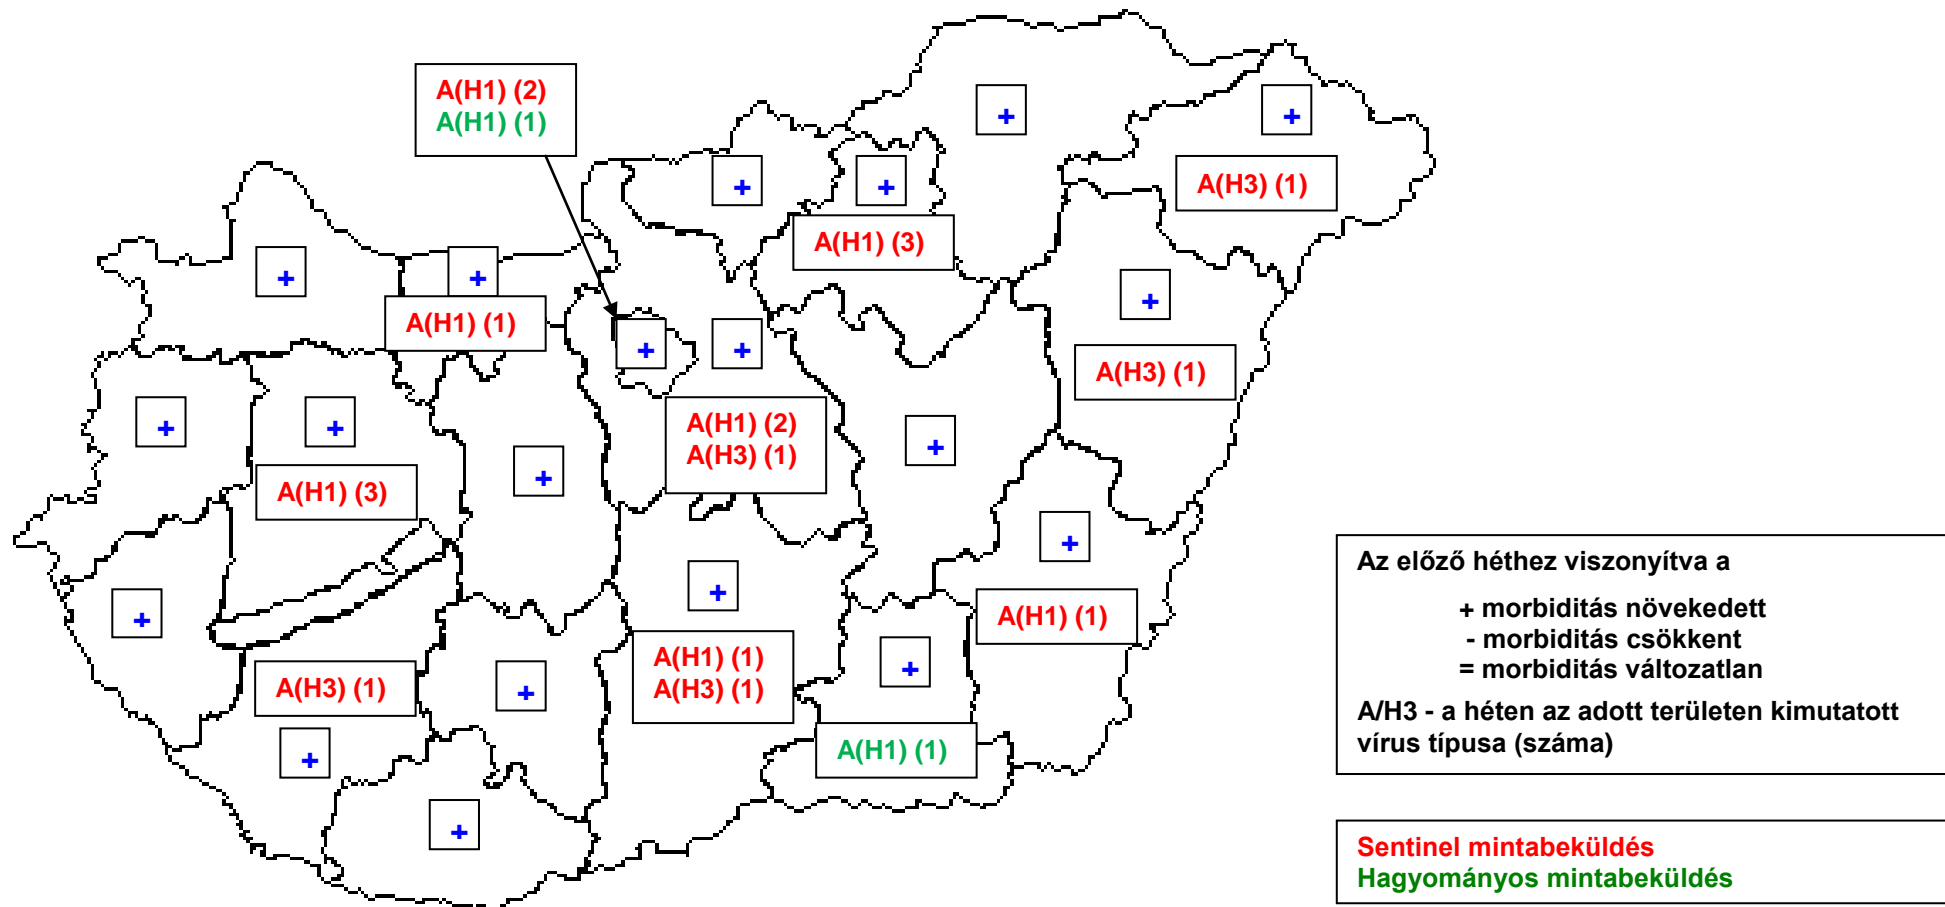 A(H1) (2)
A(H1) (1)
+
+
+
+
A(H3) (1)
+
A(H1) (3)
+
+
A(H1) (1)
+
+
+
A(H3) (1)
+
+
A(H1) (2)
A(H3) (1)
+
+
A(H1) (3)
+
+
+
A(H1) (1)
+
A(H1) (1)
A(H3) (1)
+
A(H3) (1)
+
+
A(H1) (1)
+
Az előző héthez viszonyítva a
+ morbiditás növekedett
- morbiditás csökkent
= morbiditás változatlan
A/H3 - a héten az adott területen kimutatott
vírus típusa (száma)
Sentinel mintabeküldés
Hagyományos mintabeküldés